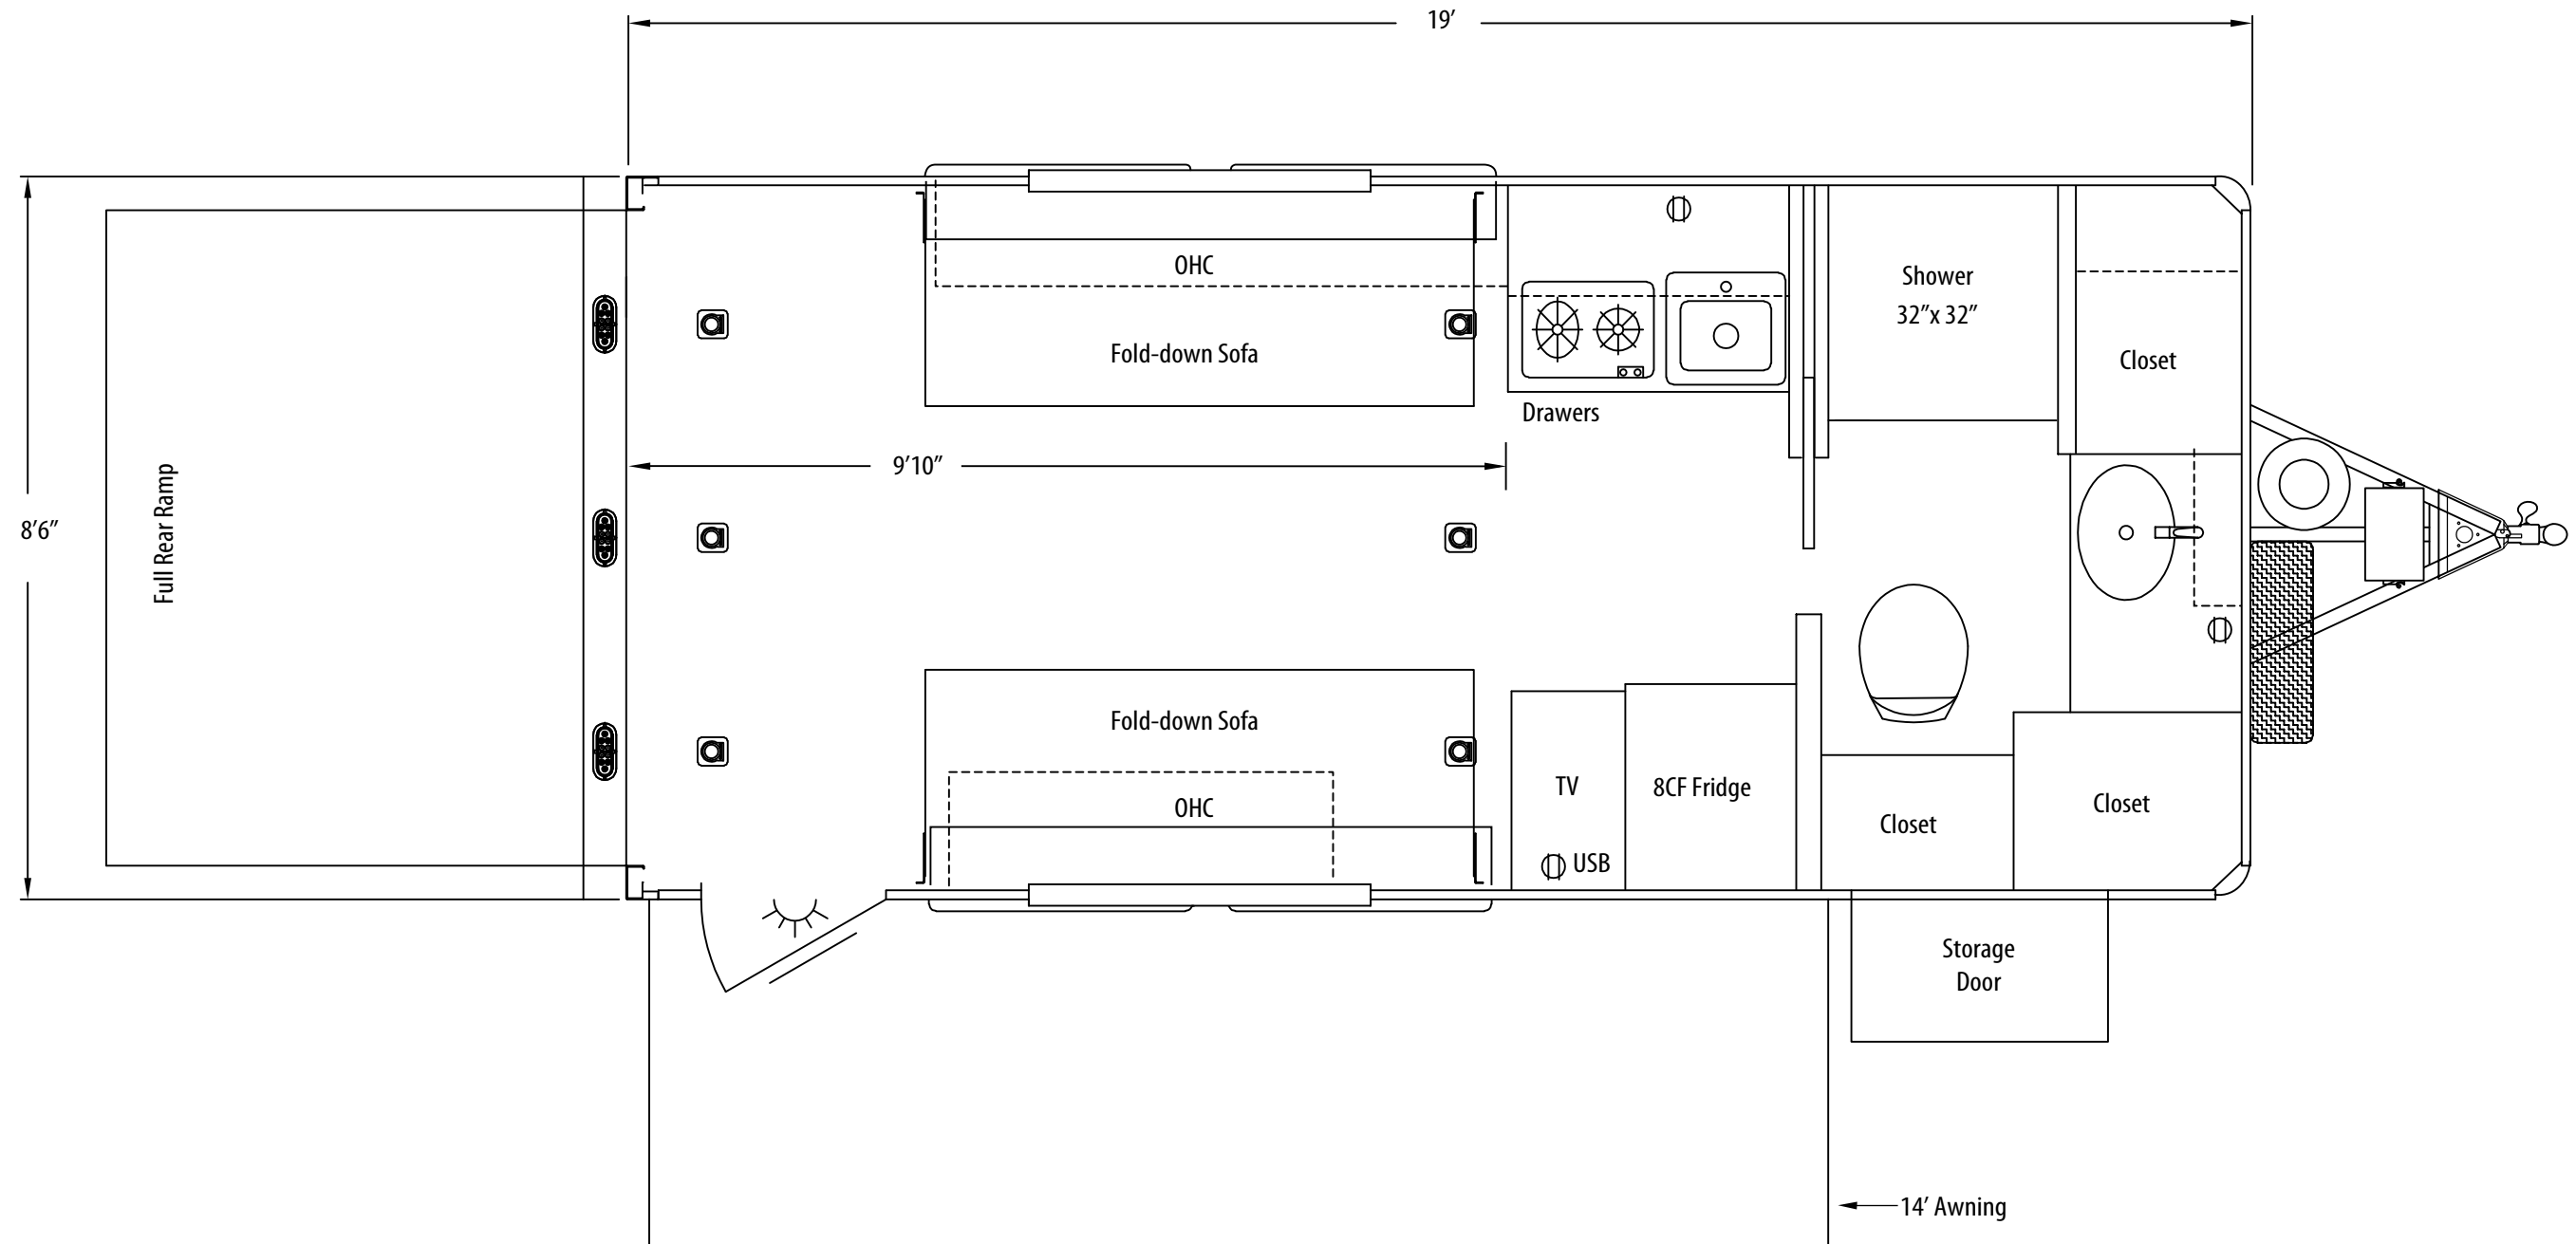 19’
OHC
Shower
32”x 32”
Fold-down Sofa
Closet
Drawers
9’10”
8’6”
Full Rear Ramp
Fold-down Sofa
OHC
TV
8CF Fridge
USB
Closet
Closet
Storage
Door
14’ Awning